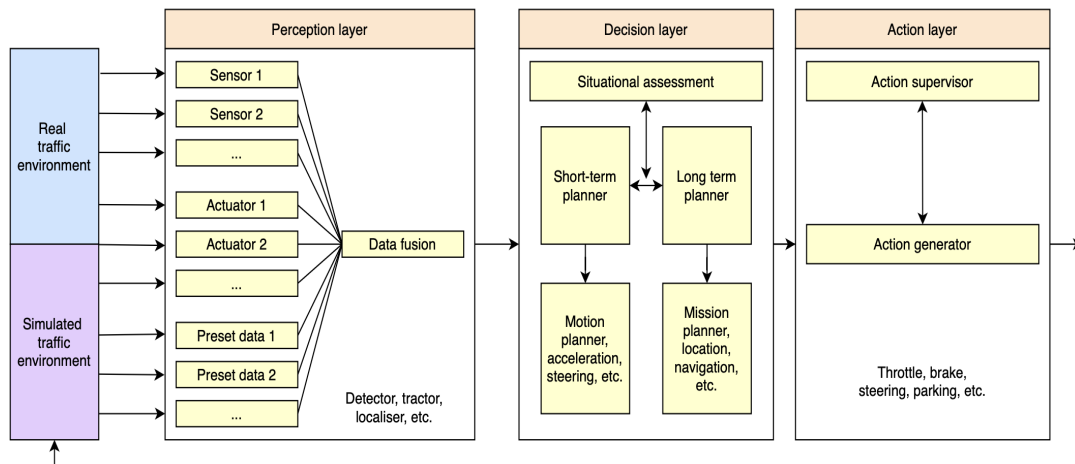 Perception layer
Decision layer
Action layer
Real
traffic
environment
Simulated
traffic
environment
Sensor 1
Sensor 2
...
Actuator 1
Actuator 2
...
Preset data 1
Preset data 2
...
Data fusion
Detector, tractor,
localiser, etc.
Situational assessment
Short-term
planner
Long term
planner
Motion
planner,
acceleration,
steering, etc.
Mission
planner,
location,
navigation,
etc.
Action supervisor
Action generator
Throttle, brake,
steering, parking, etc.